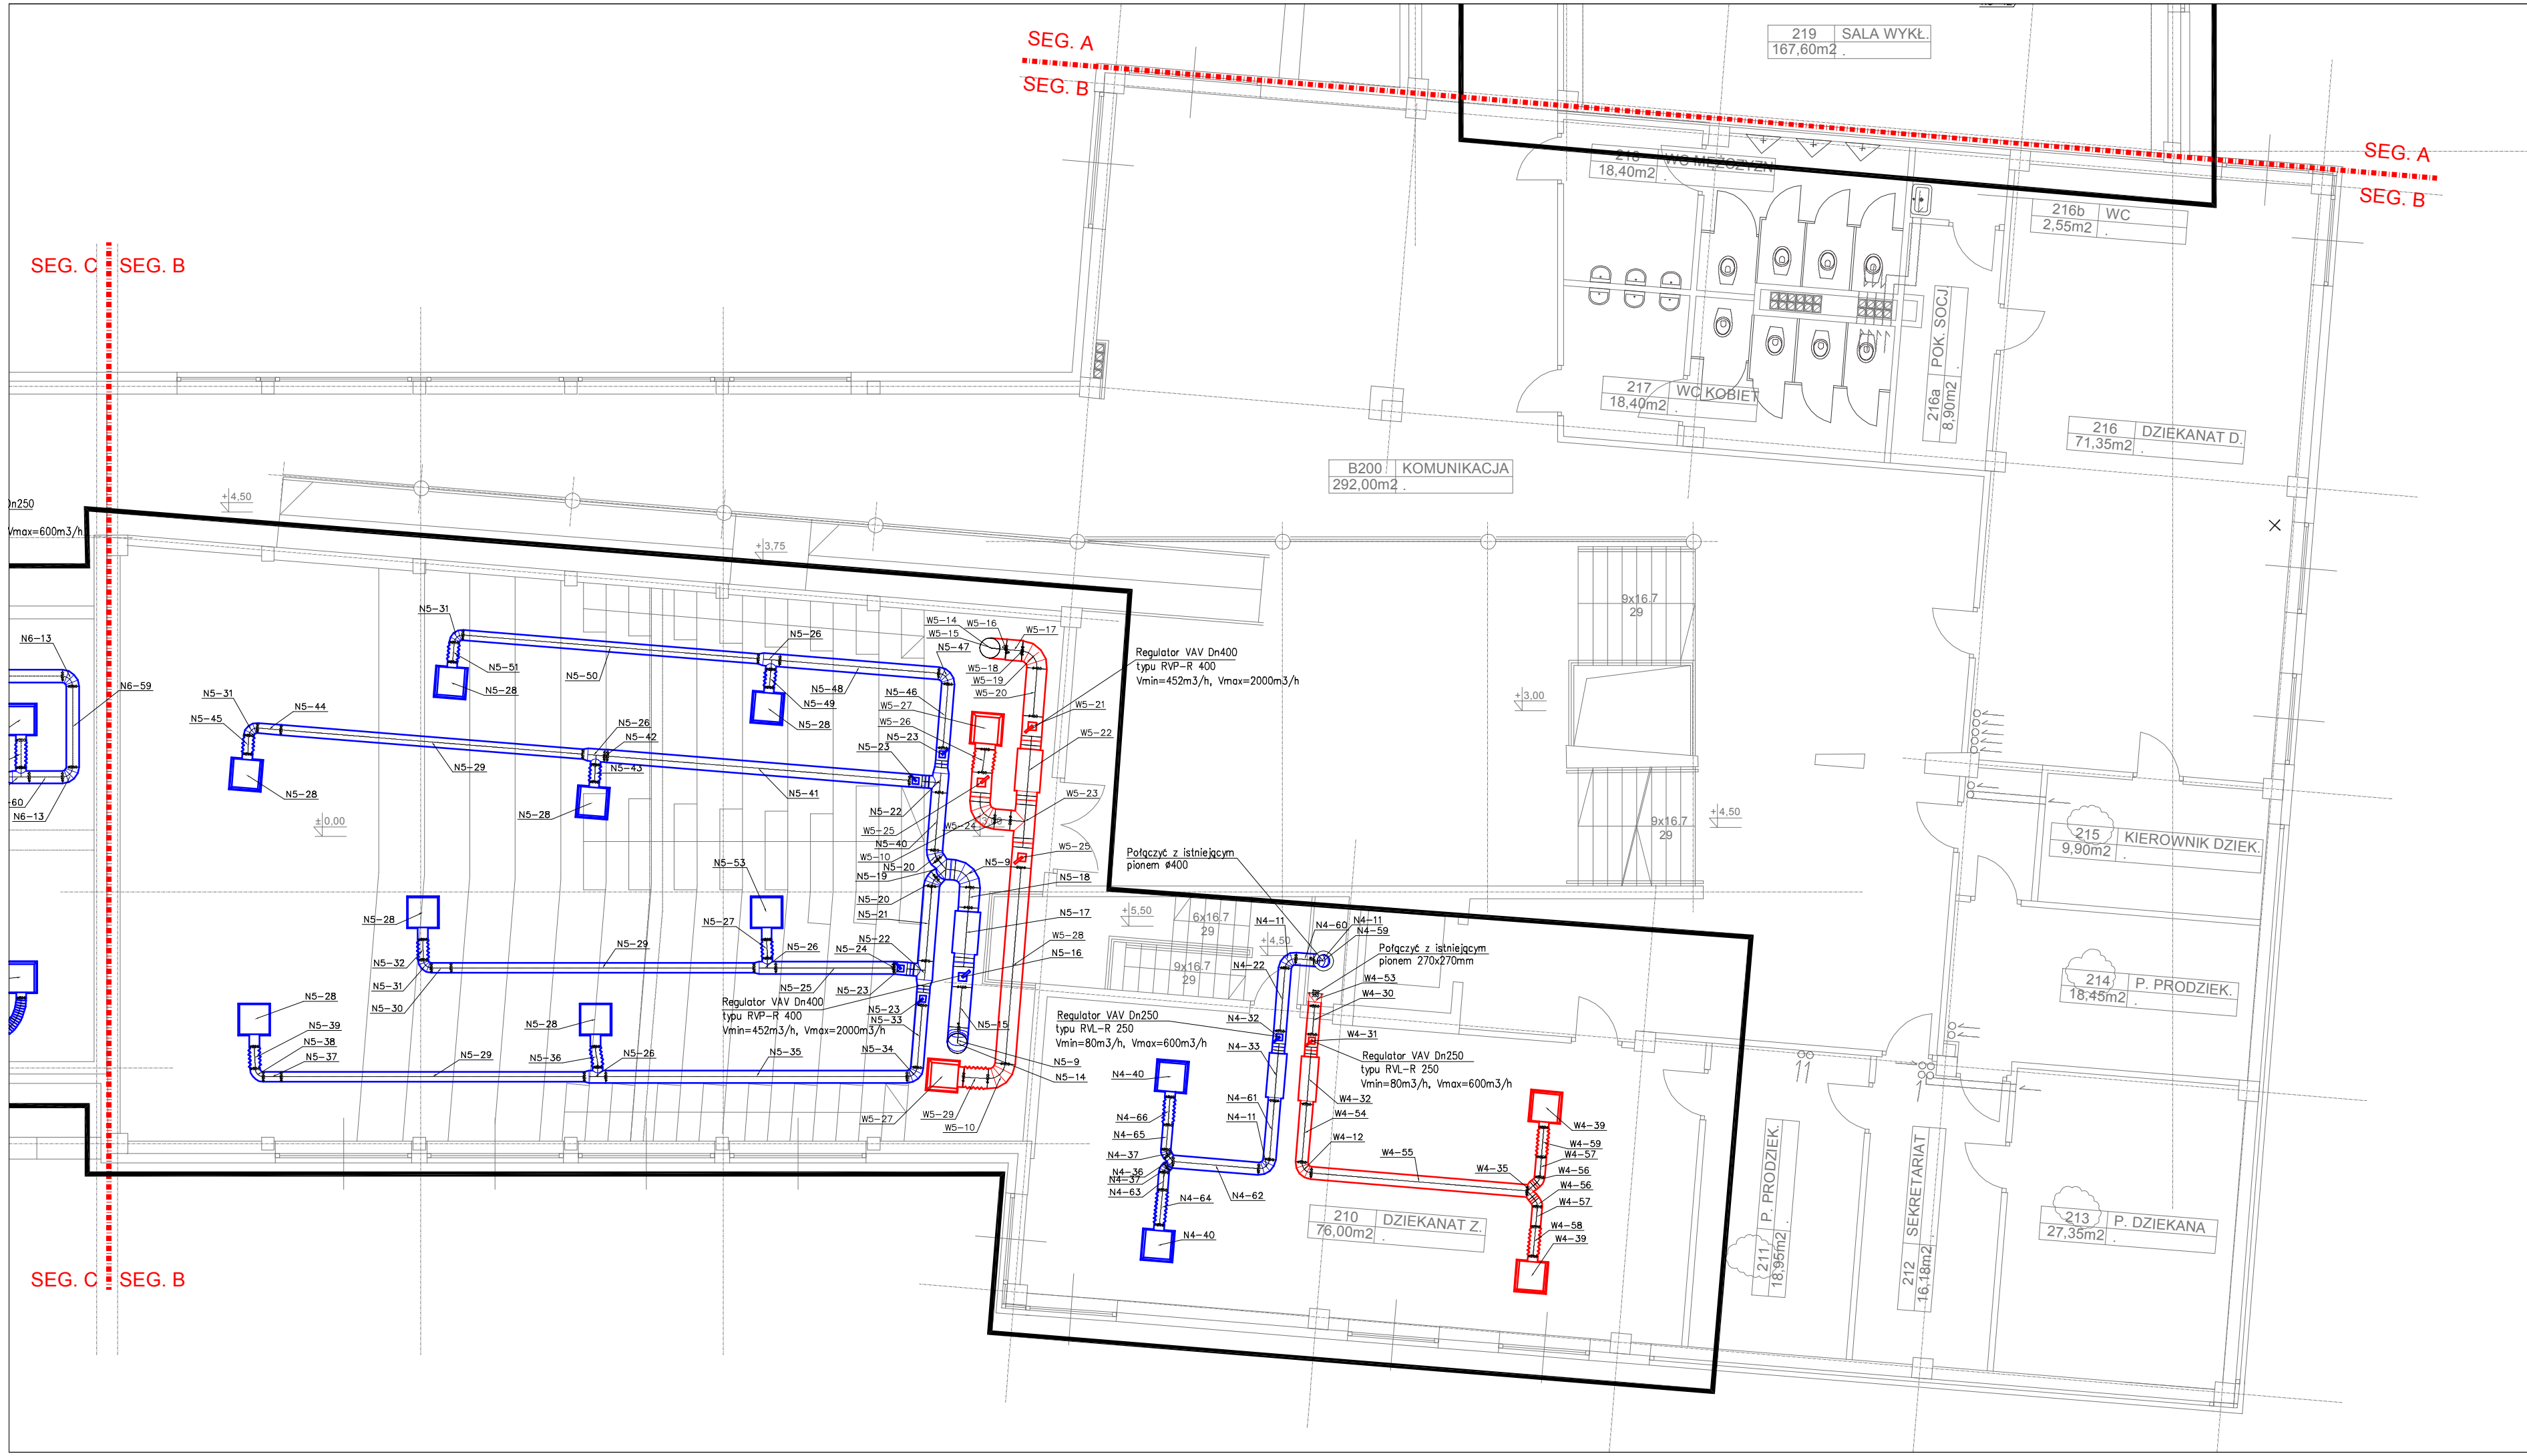 SEG. A
SEG. B
219 SALA WYKŁ.
167,60m2 .
SEG. A
SEG. B
18,40m2 .
216b WC
2,55m2 .
SEG. C SEG. B
216a POK. SOCJ.
8,90m2 .
217 WC KOBIET
18,40m2 .
216 DZIEKANAT D.
71,35m2 .
B200 KOMUNIKACJA
292,00m2 .
+4,50
Dn250
Vmax=600m3/h
+3,75
9x16.7
29
N5-31
N5-26
N5-51
N5-28
N5-50
N5-48
N5-49
N5-28
N5-47
N5-46
W5-14
W5-15
W5-16
W5-17
W5-18
W5-19
W5-20
W5-27
W5-26
N5-23
N5-23
Regulator VAV Dn400
typu RVP-R 400
Vmin=452m3/h, Vmax=2000m3/h
W5-21
W5-22
W5-23
+3,00
N6-13
N6-59
-60
N6-13
N5-31
N5-45
N5-44
N5-29
N5-28
N5-26
N5-42
N5-43
N5-41
N5-28
±0,00
N5-22
W5-25
W5-24
N5-40
W5-10
N5-20
N5-19
N5-9
W5-25
N5-20
N5-21
N5-18
N5-17
W5-28
N5-16
9x16.7
29
+4,50
215 KIEROWNIK DZIEK.
9,90m2 .
Połączyć z istniejącym
pionem ø400
+5,50
6x16.7
29
+4,50
9x16.7
29
N4-11
N4-60
N4-11
N4-59
Połączyć z istniejącym
pionem 270x270mm
W4-53
W4-30
N4-22
N5-53
N5-28
N5-27
N5-26
N5-29
N5-32
N5-31
N5-30
N5-22
N5-24
N5-25
N5-23
Regulator VAV Dn400
typu RVP-R 400
Vmin=452m3/h, Vmax=2000m3/h
N5-23
N5-33
N5-15
N5-34
N5-9
N5-14
N5-28
N5-39
N5-38
N5-37
N5-29
N5-28
N5-36
N5-26
N5-35
W5-27
W5-29
W5-10
214 P. PRODZIEK.
18,45m2 .
Regulator VAV Dn250
typu RVL-R 250
Vmin=80m3/h, Vmax=600m3/h
N4-32
N4-33
W4-31
Regulator VAV Dn250
typu RVL-R 250
Vmin=80m3/h, Vmax=600m3/h
W4-32
W4-54
W4-12
N4-40
N4-66
N4-65
N4-61
N4-11
N4-37
N4-36
N4-37
N4-63
N4-64
N4-62
N4-40
W4-55
W4-35
W4-39
W4-59
W4-57
W4-56
W4-56
W4-57
W4-58
W4-39
210 DZIEKANAT Z.
76,00m2 .
211 P. PRODZIEK.
18,95m2 .
212 SEKRETARIAT
16,18m2 .
213 P. DZIEKANA
27,35m2 .
SEG. C SEG. B